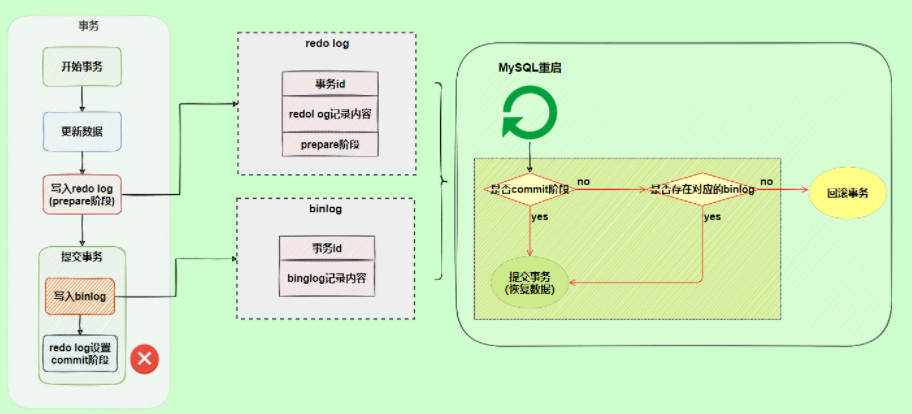 事务
开始事务
更新数据
写入redo log
(prepare阶段)
提交事务
写入binlog
redo log设置
commit阶段
redo log
事务id
redol og记录内容
prepare阶段
binlog
事务id
binglog记录内容
MySQL重启
是否commit阶段
no
是否存在对应的binlog
no
回滚事务
yes
yes
提交事务
(恢复数据)